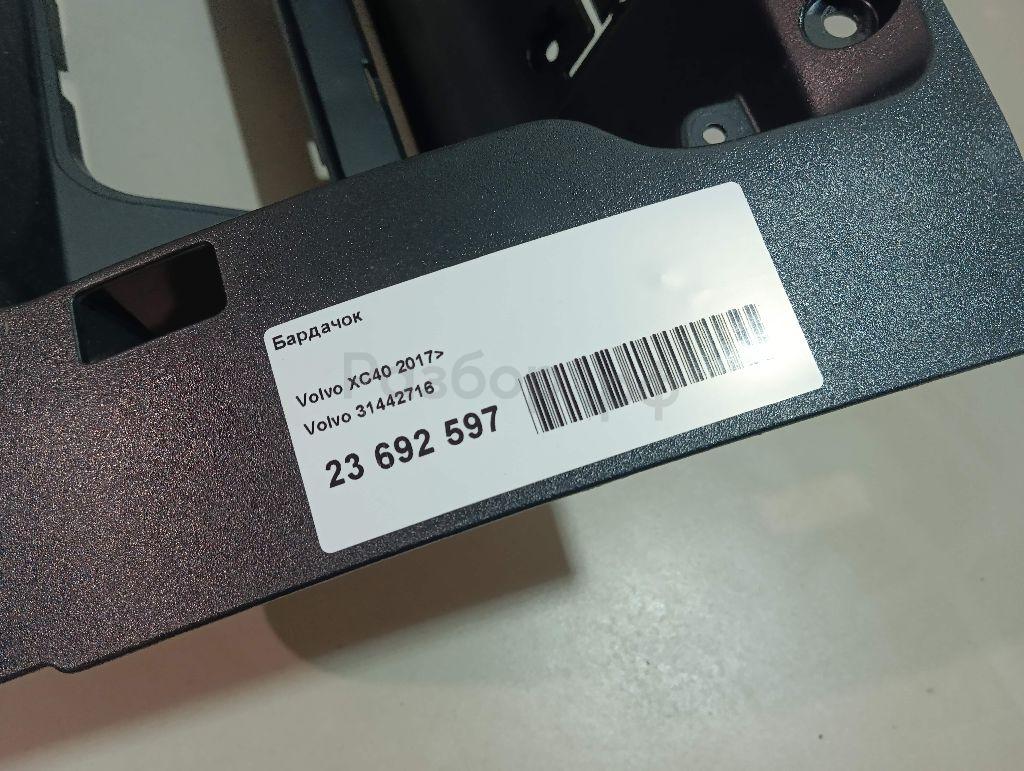 Бардачок
Volvo XC40 2017>
Volvo 31442716
23 692 597